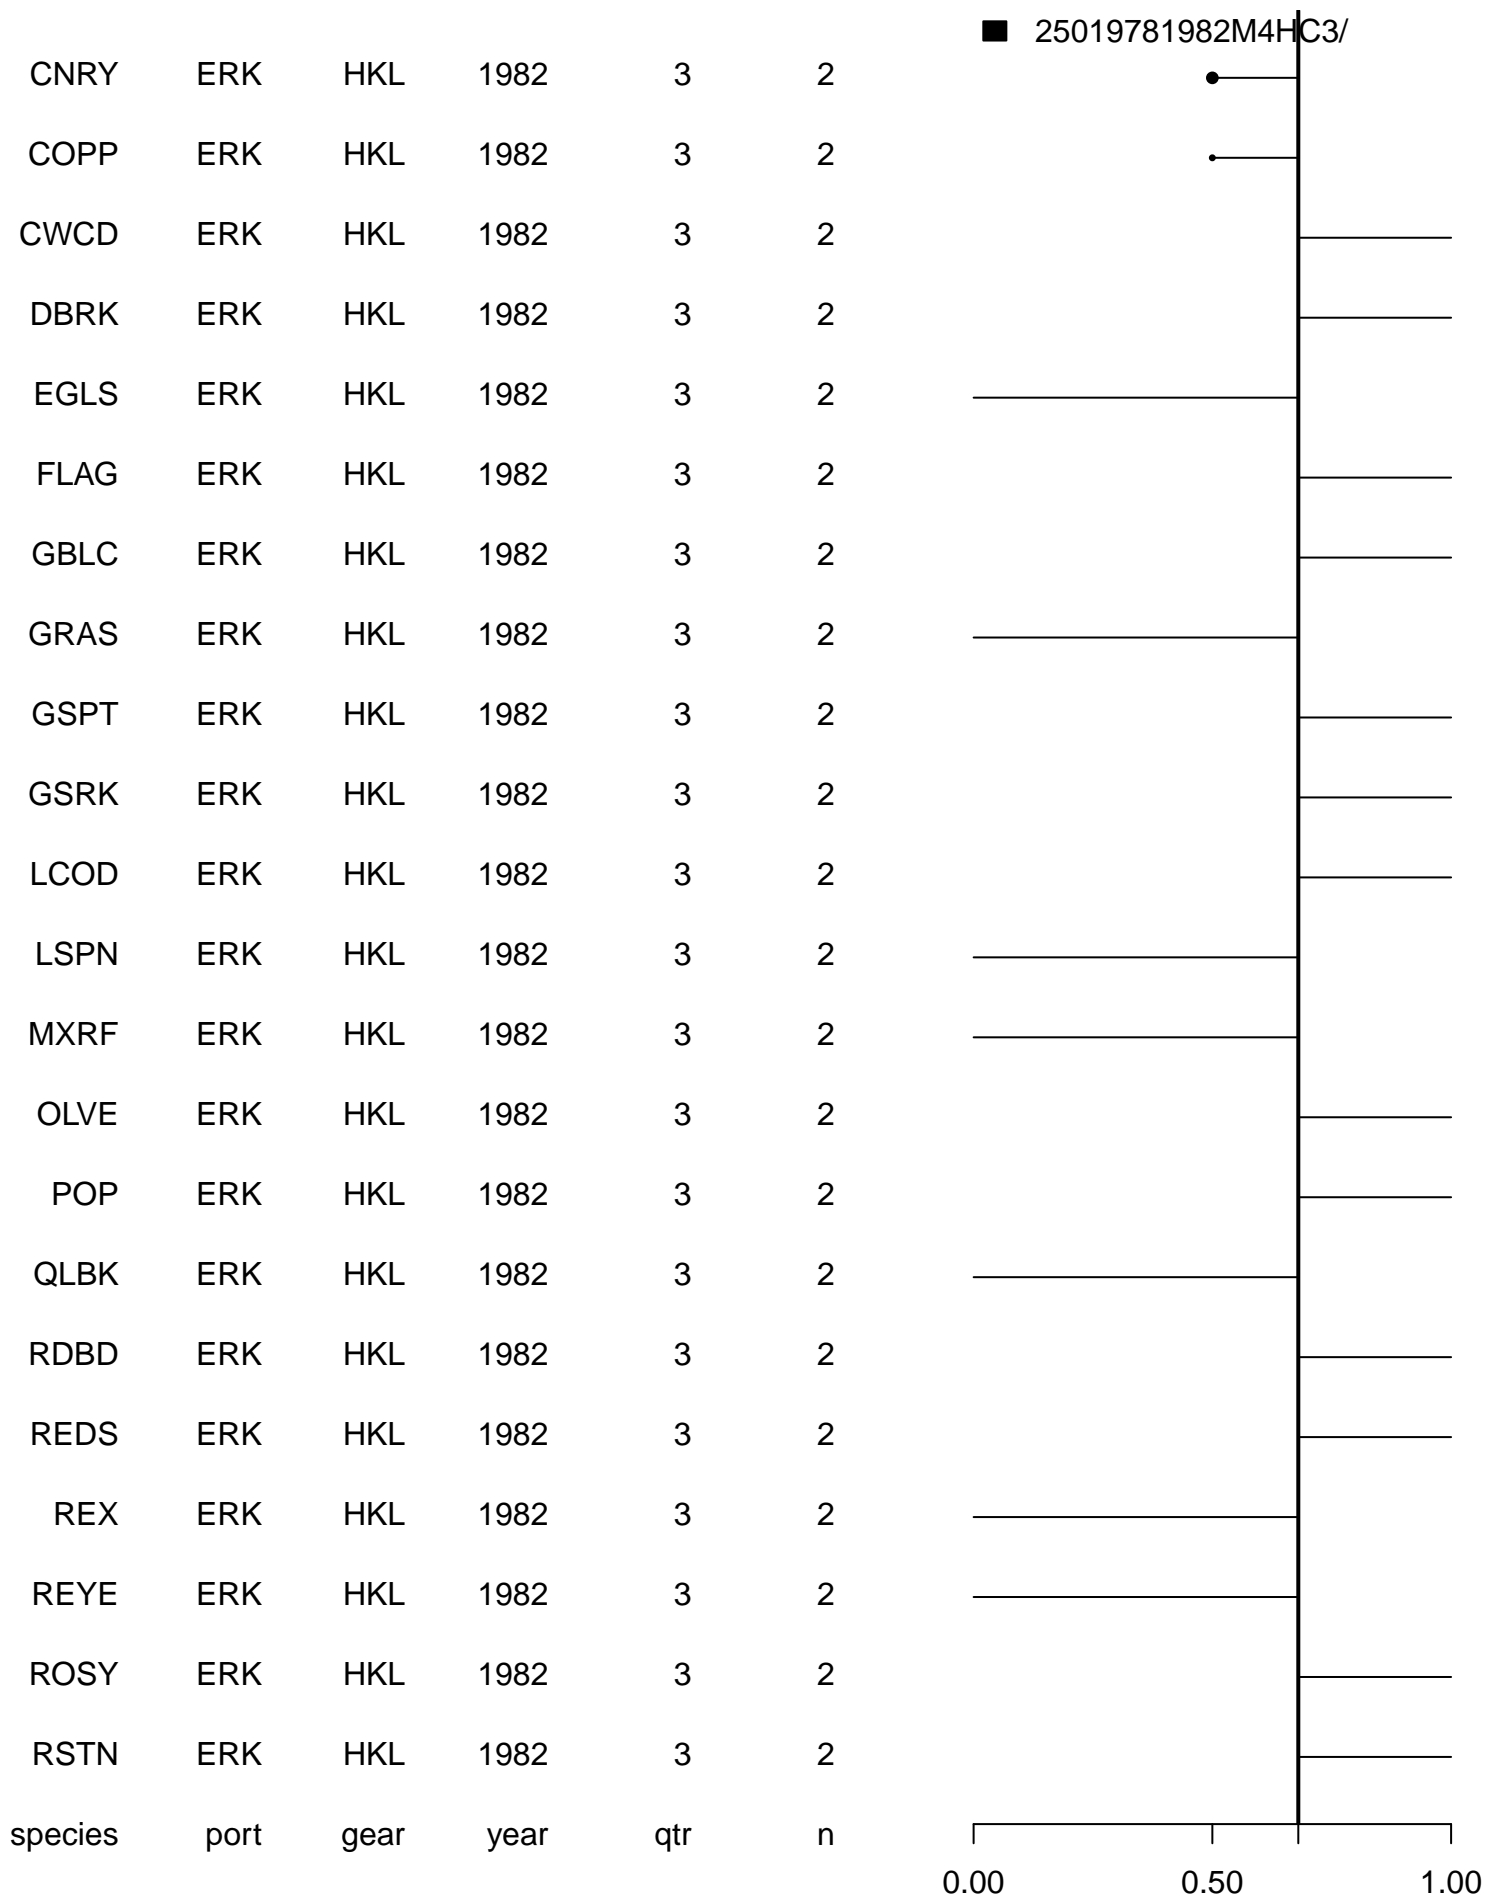 25019781982M4HC3/
CNRY ERK HKL 1982 3 2
COPP ERK HKL 1982 3 2
CWCD ERK HKL 1982 3 2
DBRK ERK HKL 1982 3 2
EGLS ERK HKL 1982 3 2
FLAG ERK HKL 1982 3 2
GBLC ERK HKL 1982 3 2
GRAS ERK HKL 1982 3 2
GSPT ERK HKL 1982 3 2
GSRK ERK HKL 1982 3 2
LCOD ERK HKL 1982 3 2
LSPN ERK HKL 1982 3 2
MXRF ERK HKL 1982 3 2
OLVE ERK HKL 1982 3 2
POP ERK HKL 1982 3 2
QLBK ERK HKL 1982 3 2
RDBD ERK HKL 1982 3 2
REDS ERK HKL 1982 3 2
REX ERK HKL 1982 3 2
REYE ERK HKL 1982 3 2
ROSY ERK HKL 1982 3 2
RSTN ERK HKL 1982 3 2
species port gear year qtr n
0.00 0.50 1.00